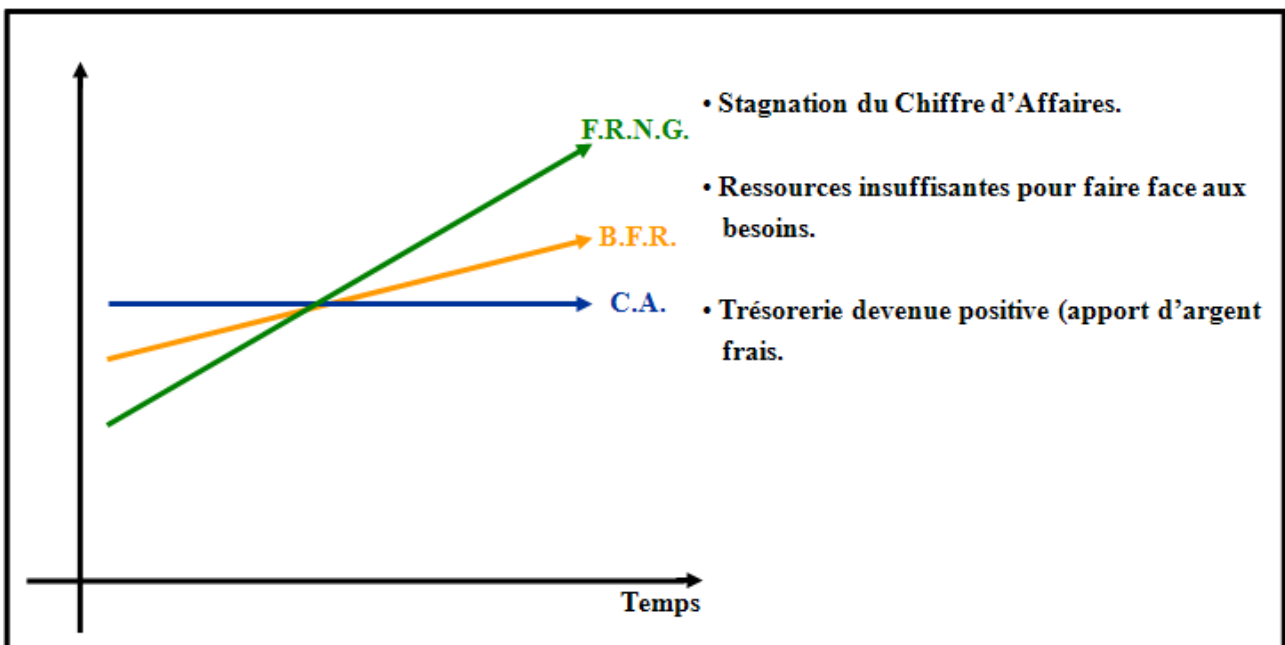 • Stagnation du Chiffre d’Affaires.
F.R.N.G.
• Ressources insuffisantes pour faire face aux
besoins.
B.F.R.
C.A.
• Trésorerie devenue positive (apport d’argent
frais.
Temps